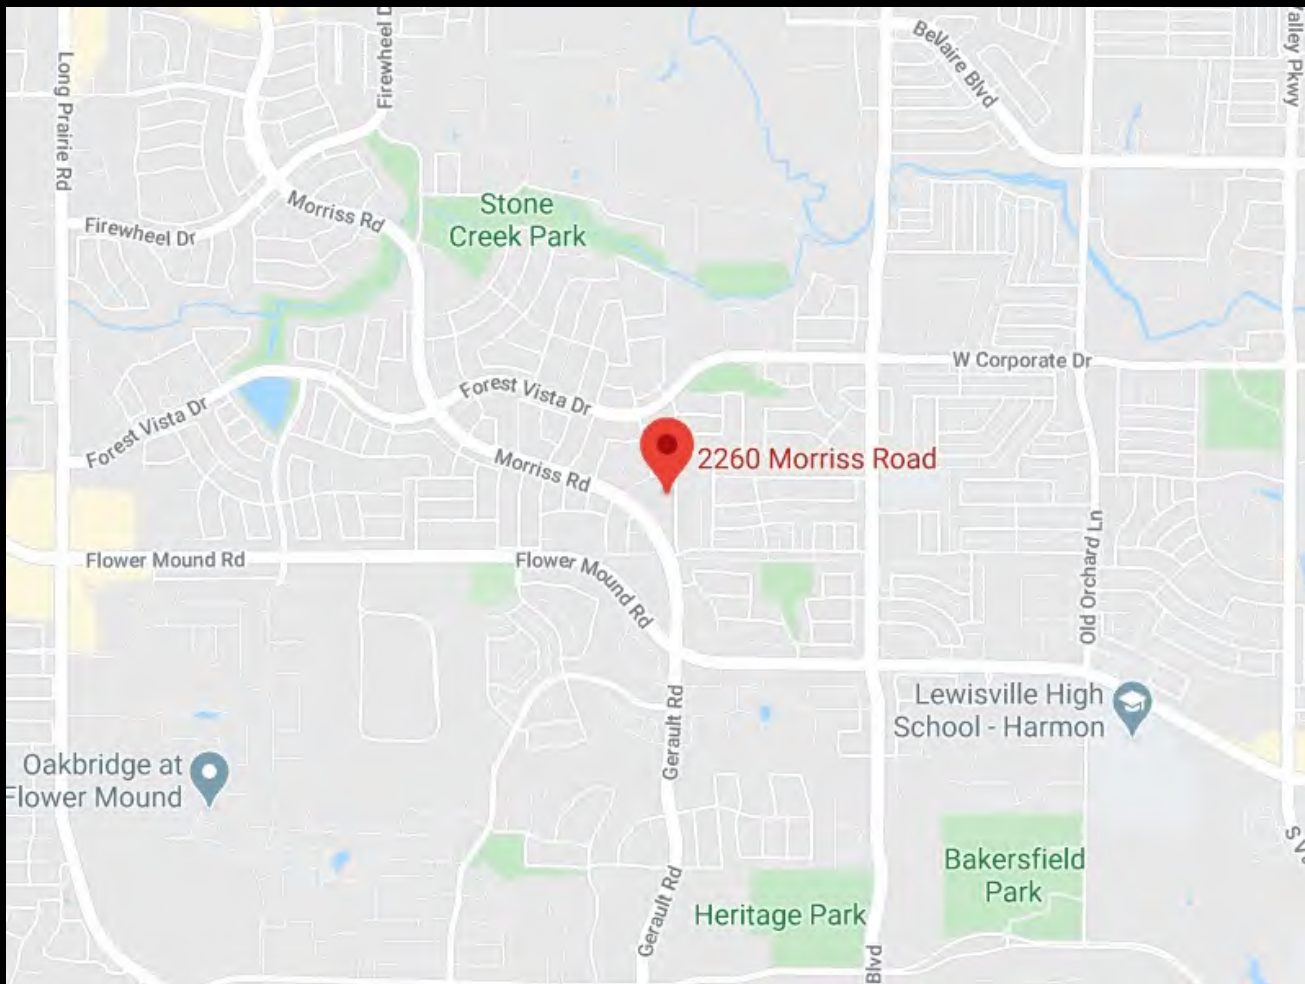 Firewheel D
BeVaire Blvd
alley Pkwy
Long Prairie Rd
Morriss Rd
Stone
Creek Park
Firewheel Dr
W Corporate Dr
Forest Vista Dr
Forest Vista Dr
2260 Morriss Road
Morriss Rd
Flower Mound Rd
Flower Mound Rd
Old Orchard Ln
Lewisville High
School - Harmon
Gerault Rd
Oakbridge at
Flower Mound
S Va
Bakersfield
Park
Gerault Rd
Heritage Park
Blvd